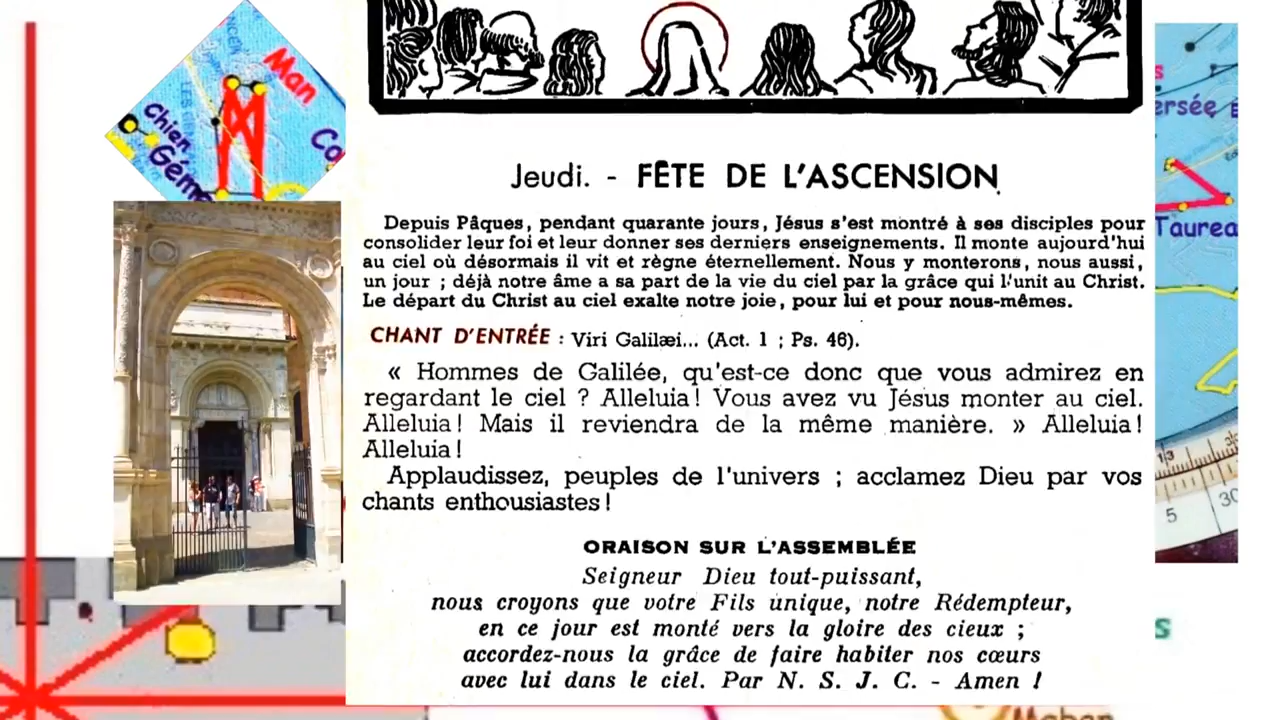 Man
Chien
Géme
Co
ersée
Taurea
Jeudi. - FÊTE DE L'ASCENSION
Depuis Pâques, pendant quarante jours, Jésus s'est montré à ses disciples pour
consolider leur foi et leur donner ses derniers enseignements. Il monte aujourd'hui
au ciel où désormais il vit et règne éternellement. Nous y monterons, nous aussi,
un jour ; déjà notre âme a sa part de la vie du ciel par la grâce qui l'unit au Christ.
Le départ du Christ au ciel exalte notre joie, pour lui et pour nous-mêmes.
CHANT D'ENTRÉE : Viri Galilæi... (Act. 1 ; Ps. 46).
« Hommes de Galilée, qu'est-ce donc que vous admirez en
regardant le ciel ? Alleluia ! Vous avez vu Jésus monter au ciel.
Alleluia ! Mais il reviendra de la même manière. » Alleluia !
Alleluia !
Applaudissez, peuples de l'univers ; acclamez Dieu par vos
chants enthousiastes !
13
5
30
ORAISON SUR L'ASSEMBLÉE
Seigneur Dieu tout-puissant,
nous croyons que votre Fils unique, notre Rédempteur,
en ce jour est monté vers la gloire des cieux ;
accordez-nous la grâce de faire habiter nos cœurs
avec lui dans le ciel. Par N. S. J. C. - Amen !
s